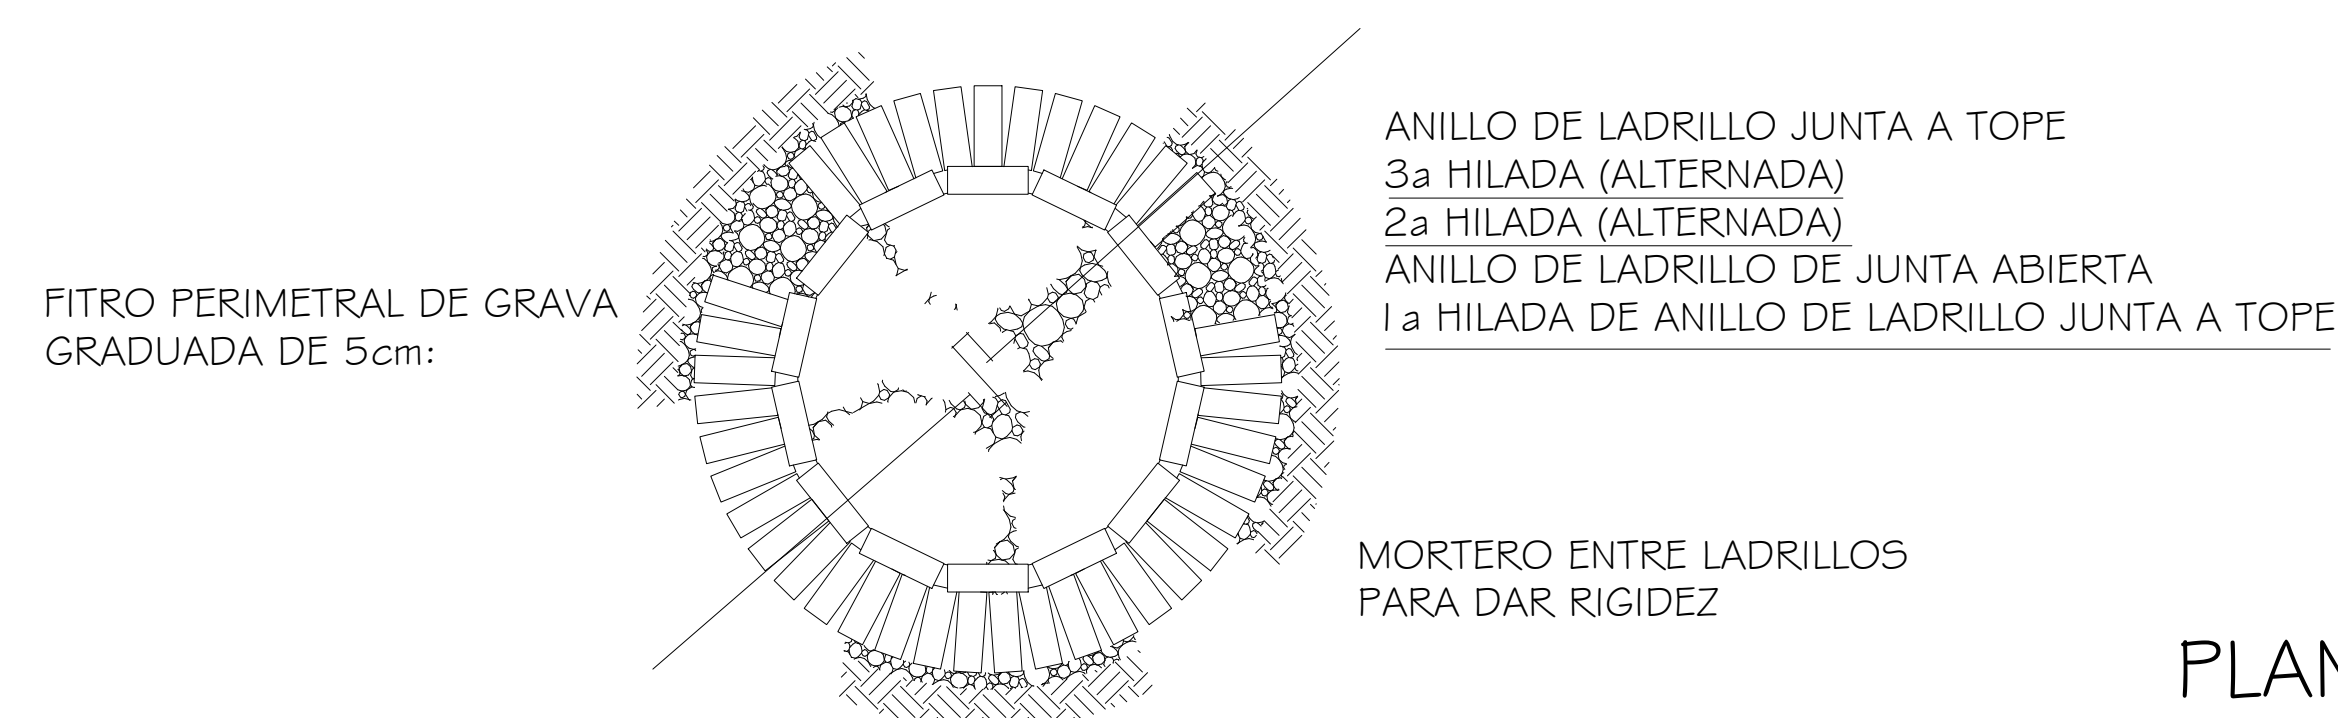 ANILLO DE LADRILLO JUNTA A TOPE
3a HILADA (ALTERNADA)
2a HILADA (ALTERNADA)
ANILLO DE LADRILLO DE JUNTA ABIERTA
1a HILADA DE ANILLO DE LADRILLO JUNTA A TOPE
FITRO PERIMETRAL DE GRAVA
GRADUADA DE 5cm:
MORTERO ENTRE LADRILLOS
PARA DAR RIGIDEZ